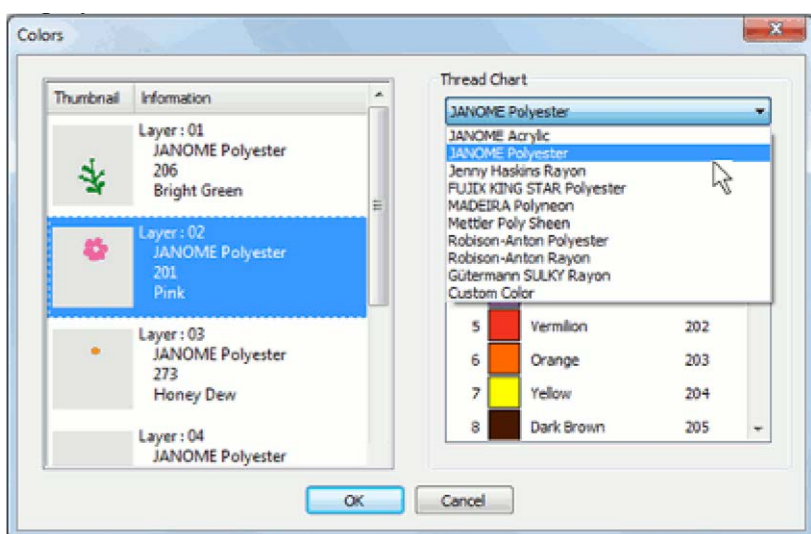 Colors
Thumbnail Information
Layer : 01
JANOME Polyester
206
Bright Green
Layer : 02
JANOME Polyester
201
Pink
Layer : 03
JANOME Polyester
273
Honey Dew
Layer : 04
JANOME Polyester
Thread Chart
JANOME Polyester
JANOME Acrylic
JANOME Polyester
Jenny Haskins Rayon
FUJIX KING STAR Polyester
MADEIRA Polyneon
Mettler Poly Sheen
Robison-Anton Polyester
Robison-Anton Rayon
Gütermann SULKY Rayon
Custom Color
5 Vermilion 202
6 Orange 203
7 Yellow 204
8 Dark Brown 205
OK Cancel